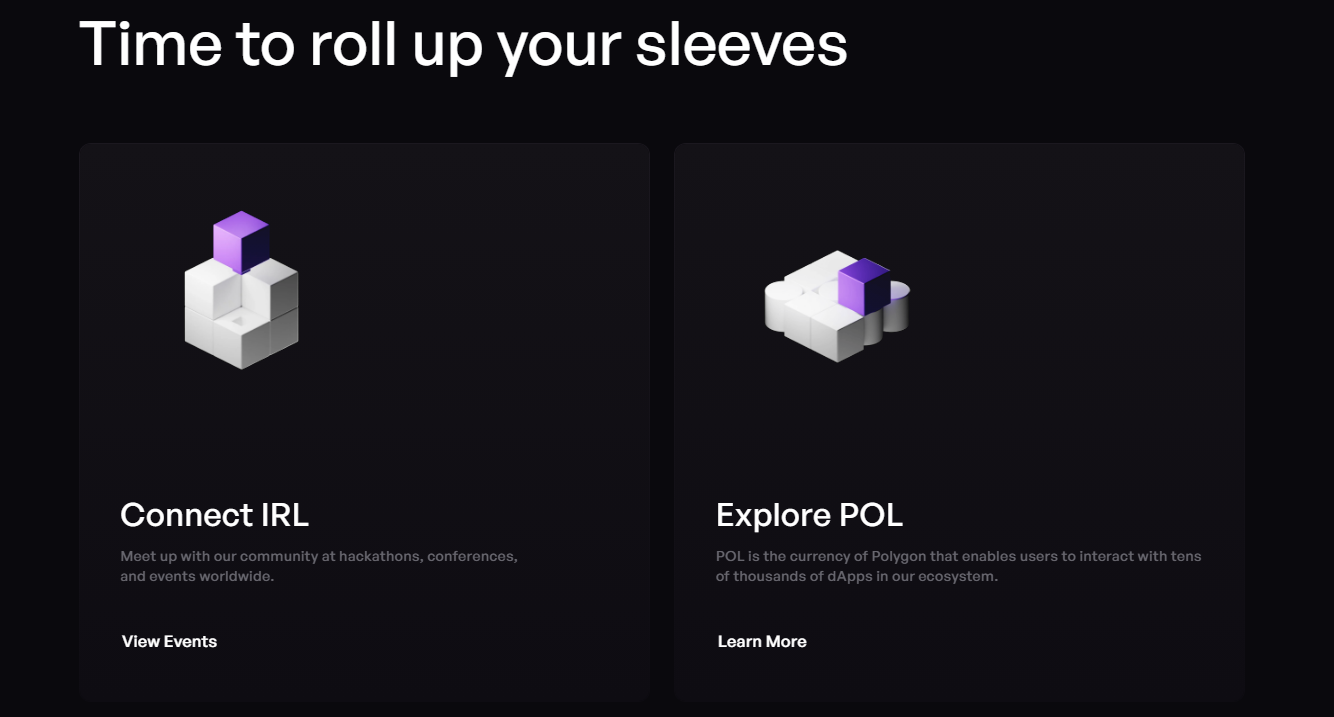 Time to roll up your sleeves
Connect IRL
Meet up with our community at hackathons, conferences,
and events worldwide.
View Events
Explore POL
POL is the currency of Polygon that enables users to interact with tens
of thousands of dApps in our ecosystem.
Learn More